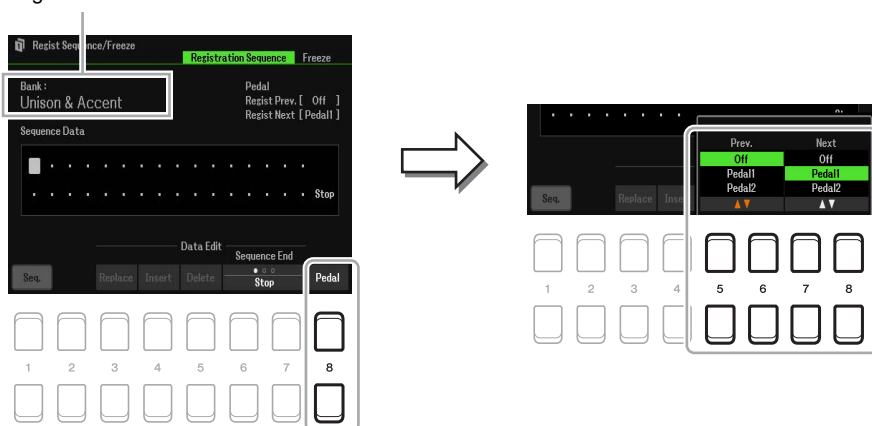 Regist Sequence/Freeze
Registration Sequence Freeze
Bank :
Unison & Accent
Pedal
Regist Prev. [ Off ]
Regist Next [ Pedal1 ]
Sequence Data
Stop
Data Edit
Sequence End
Seq. Replace Insert Delete Stop Pedal
1 2 3 4 5 6 7 8
Prev. Next
Off Off
Pedal1 Pedal1
Pedal2 Pedal2
Seq. Replace
1 2 3 4 5 6 7 8